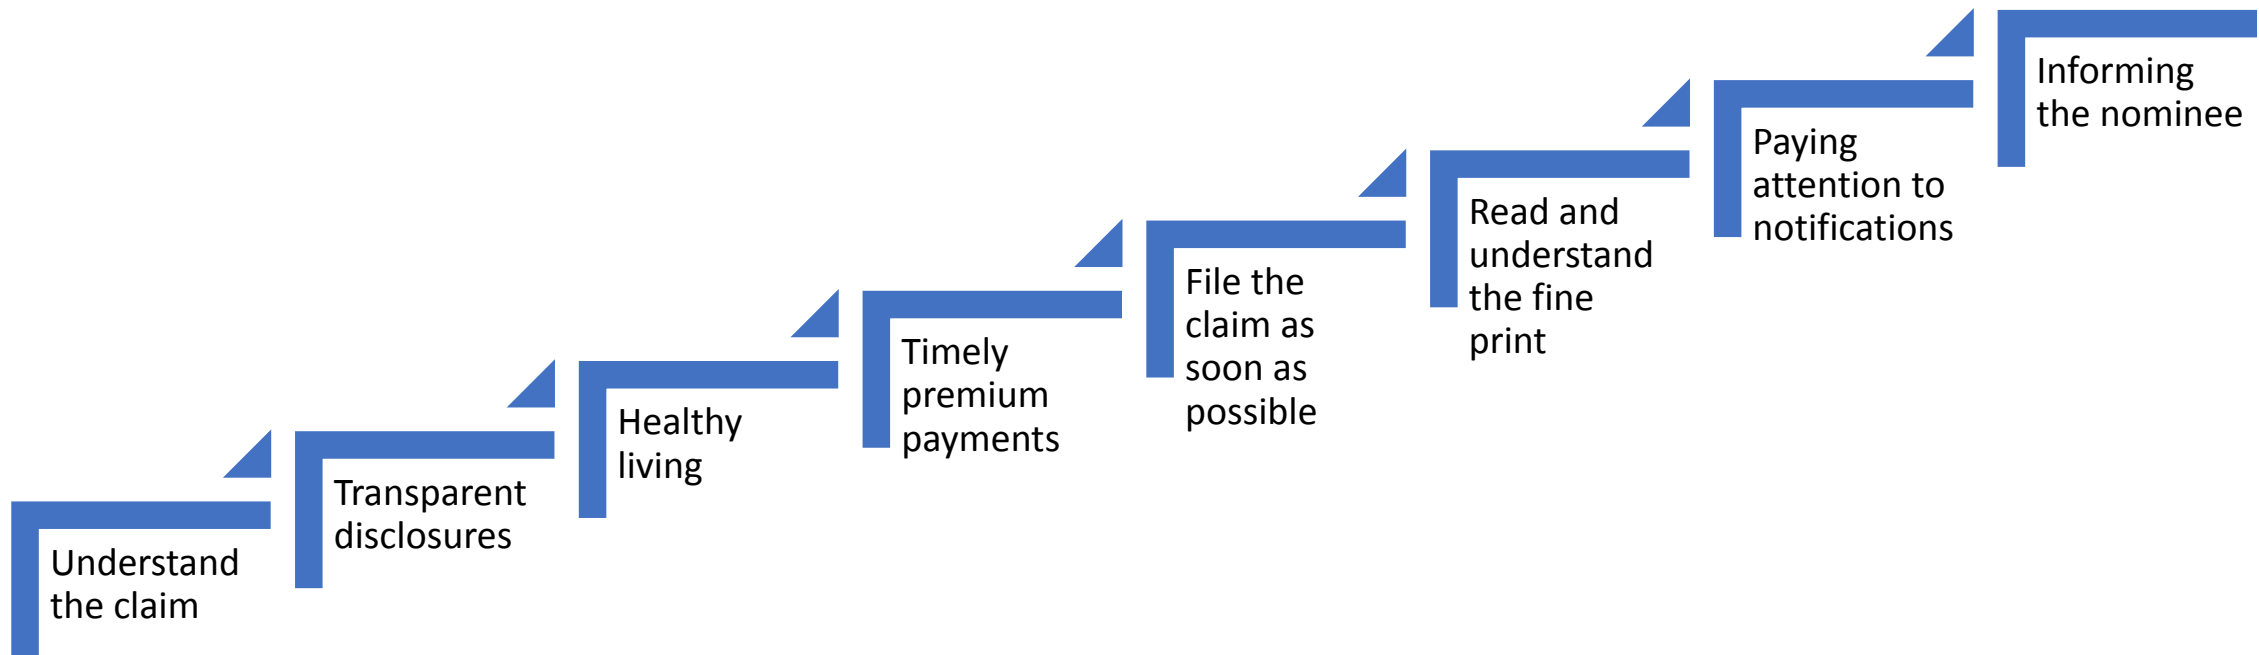 Understand
the claim
Transparent
disclosures
Healthy
living
Timely
premium
payments
File the
claim as
soon as
possible
Read and
understand
the fine
print
Paying
attention to
notifications
Informing
the nominee